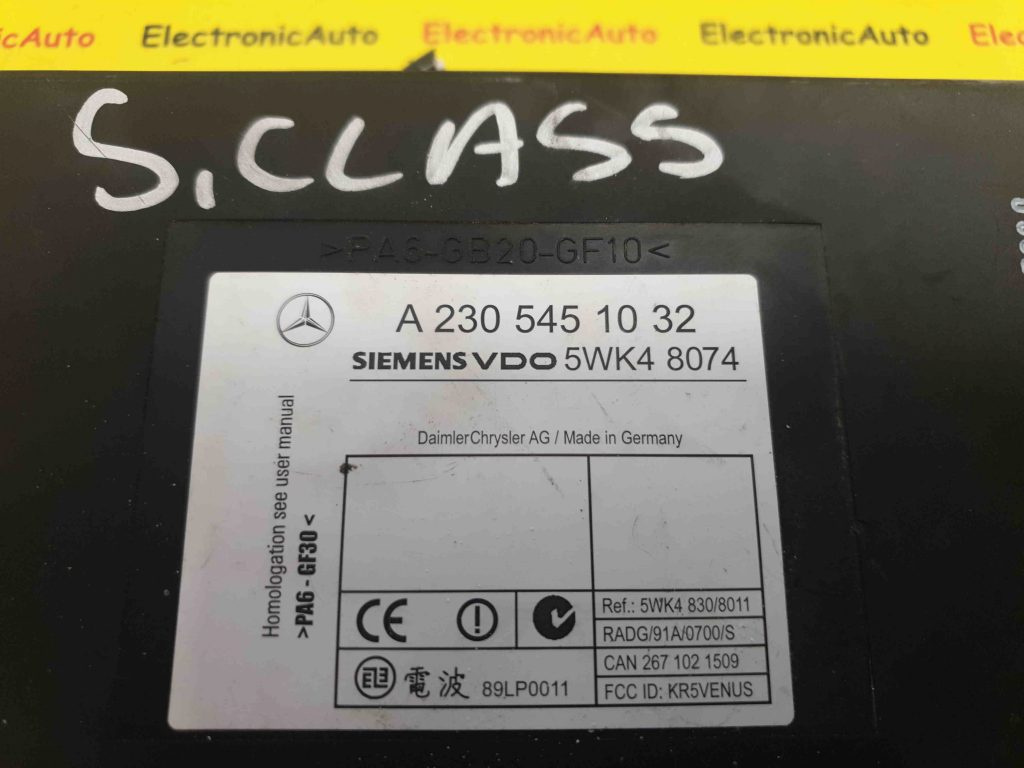 ElectronicAuto ElectronicAuto ElectronicAuto
S,CLASS
>PA6-GB20-GF10<
A 230 545 10 32
SIEMENS VDO 5WK4 8074
DaimlerChrysler AG / Made in Germany
Homologation see user manual
>PA6 - GF30<
CE
Ref.: 5WK4 830/8011
RADG/91A/0700/S
CAN 267 102 1509
電波 89LP0011
FCC ID: KR5VENUS